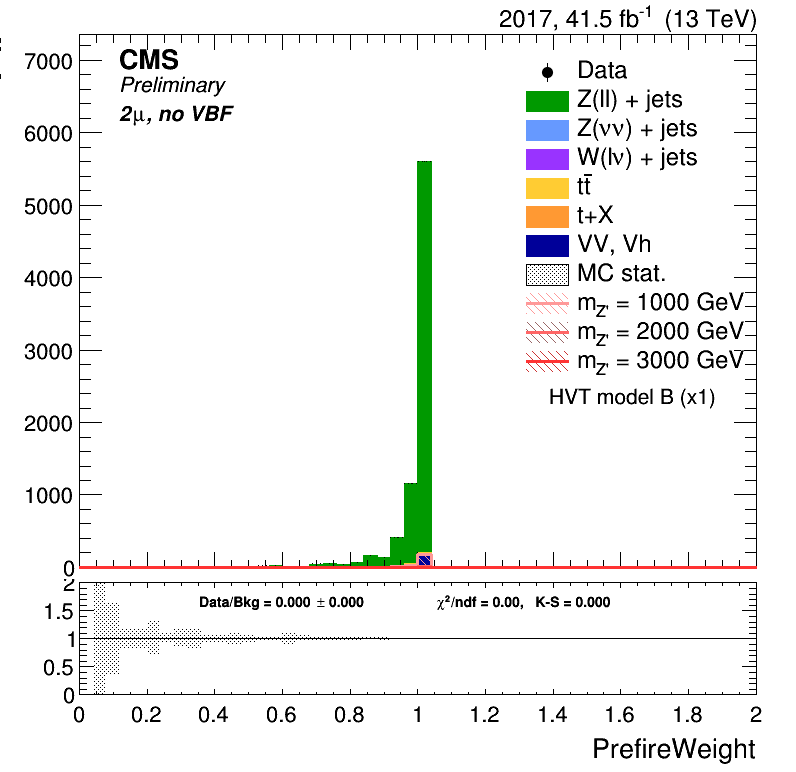 2017, 41.5 fb⁻¹ (13 TeV)
CMS
Preliminary
2μ, no VBF
Data
Z(ll) + jets
Z(νν) + jets
W(lν) + jets
tt̄
t+X
VV, Vh
MC stat.
m_Z' = 1000 GeV
m_Z' = 2000 GeV
m_Z' = 3000 GeV
HVT model B (x1)
7000
6000
5000
4000
3000
2000
1000
0
Data/Bkg = 0.000 ± 0.000 χ²/ndf = 0.00, K-S = 0.000
2
1.5
1
0.5
0
0 0.2 0.4 0.6 0.8 1 1.2 1.4 1.6 1.8 2
PrefireWeight